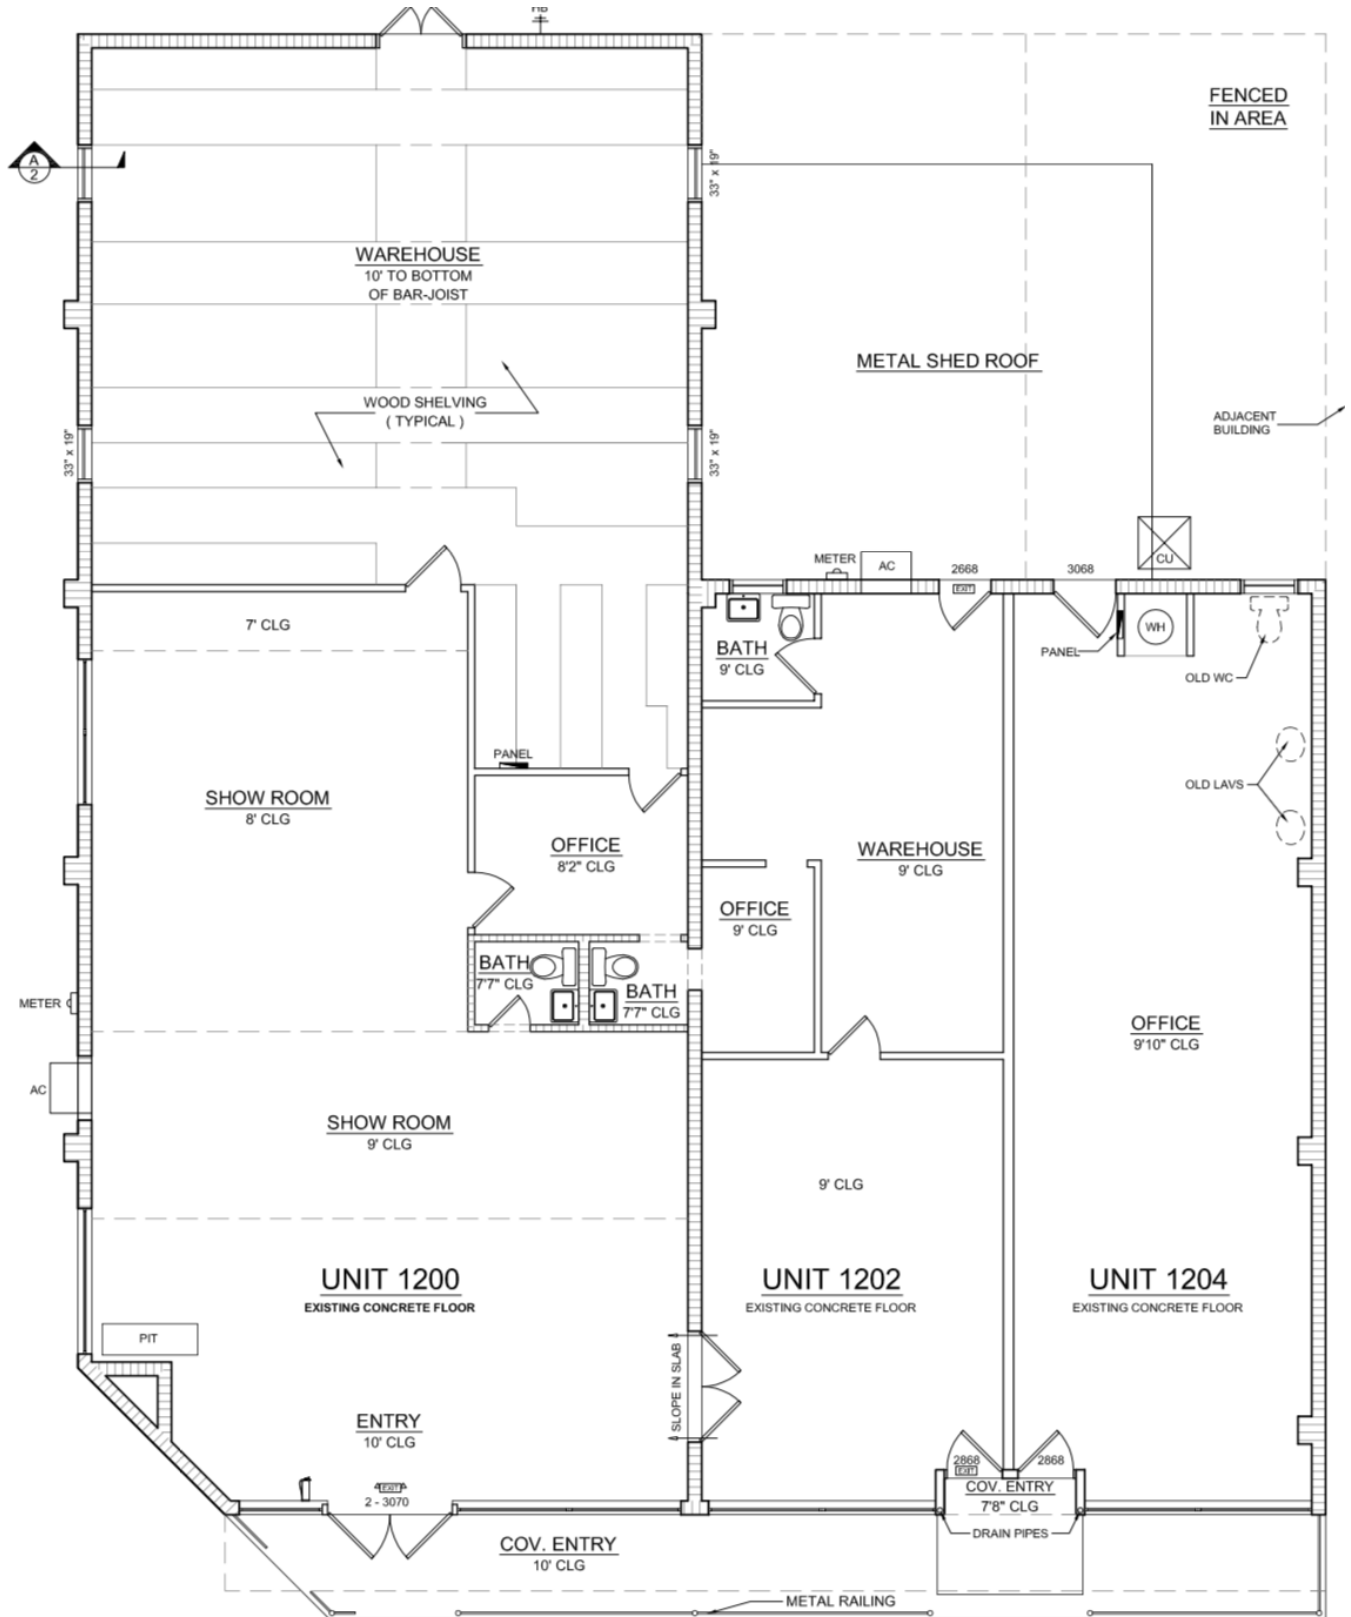 HB
FENCED
IN AREA
A
2
33" x 19"
WAREHOUSE
10' TO BOTTOM
OF BAR-JOIST
METAL SHED ROOF
WOOD SHELVING
( TYPICAL )
ADJACENT
BUILDING
33" x 19"
33" x 19"
METER
AC
2668
EXIT
3068
CU
7' CLG
BATH
9' CLG
PANEL
WH
OLD WC
PANEL
OLD LAVS
SHOW ROOM
8' CLG
OFFICE
8'2" CLG
WAREHOUSE
9' CLG
OFFICE
9' CLG
BATH
7'7" CLG
BATH
7'7" CLG
METER
OFFICE
9'10" CLG
AC
SHOW ROOM
9' CLG
9' CLG
UNIT 1200
EXISTING CONCRETE FLOOR
UNIT 1202
EXISTING CONCRETE FLOOR
UNIT 1204
EXISTING CONCRETE FLOOR
PIT
SLOPE IN SLAB
ENTRY
10' CLG
EXIT
2 - 3070
2868
EXIT
2868
COV. ENTRY
7'8" CLG
DRAIN PIPES
COV. ENTRY
10' CLG
METAL RAILING